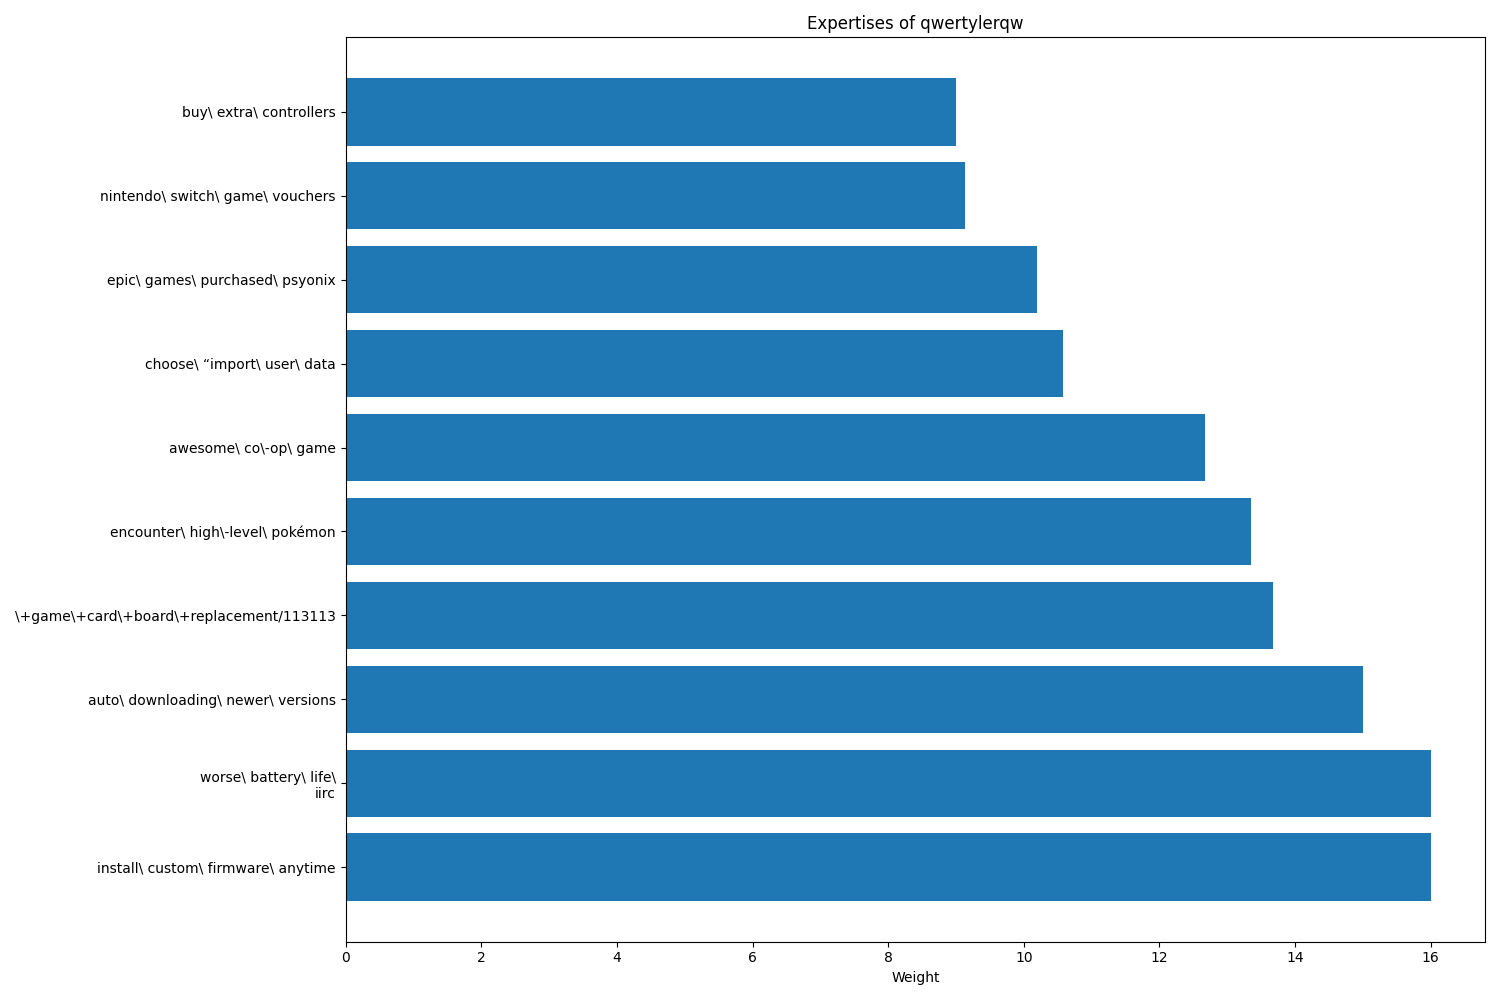 Expertises of qwertylerqw
buy\ extra\ controllers
nintendo\ switch\ game\ vouchers
epic\ games\ purchased\ psyonix
choose\ “import\ user\ data
awesome\ co\-op\ game
encounter\ high\-level\ pokémon
\+game\+card\+board\+replacement/113113
auto\ downloading\ newer\ versions
worse\ battery\ life\
iirc
install\ custom\ firmware\ anytime
0 2 4 6 8 10 12 14 16
Weight